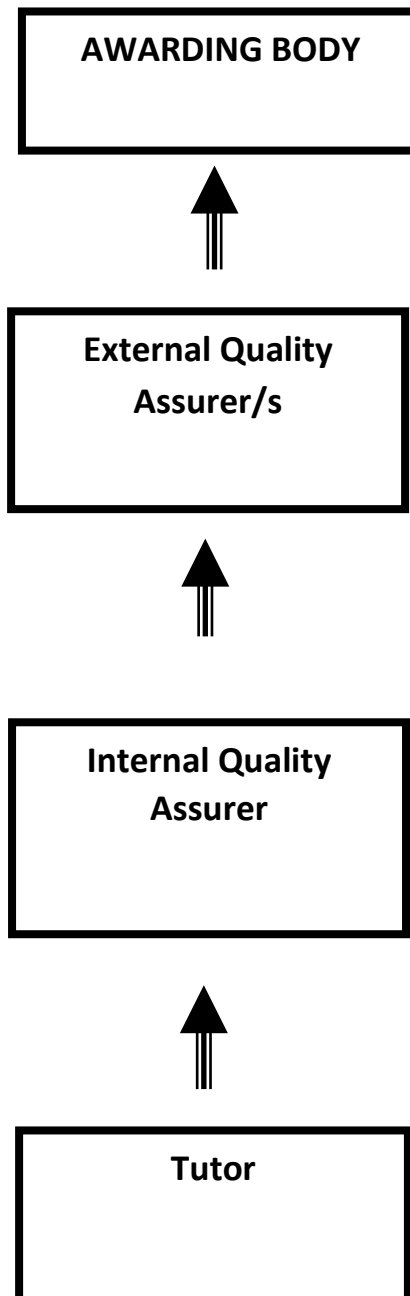 AWARDING BODY
External Quality
Assurer/s
Internal Quality
Assurer
Tutor